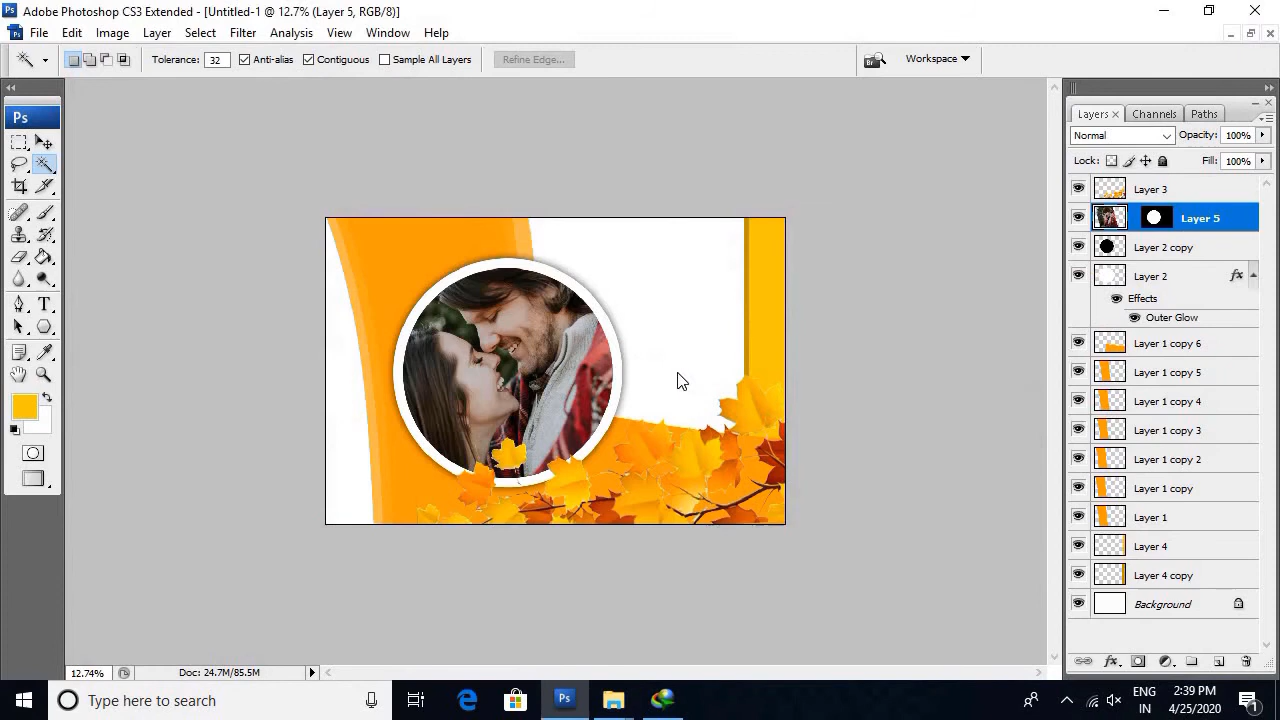 Adobe Photoshop CS3 Extended - [Untitled-1 @ 12.7% (Layer 5, RGB/8)]
File Edit Image Layer Select Filter Analysis View Window Help
Tolerance: 32 Anti-alias Contiguous Sample All Layers Refine Edge... Br Workspace
Ps
Layers Channels Paths
Normal Opacity: 100%
Lock: Fill: 100%
Layer 3
Layer 5
Layer 2 copy
Layer 2 fx
Effects
Outer Glow
Layer 1 copy 6
Layer 1 copy 5
Layer 1 copy 4
Layer 1 copy 3
Layer 1 copy 2
Layer 1 copy
Layer 1
Layer 4
Layer 4 copy
Background
12.74% Doc: 24.7M/85.5M
Type here to search
ENG
IN
2:39 PM
4/25/2020
1